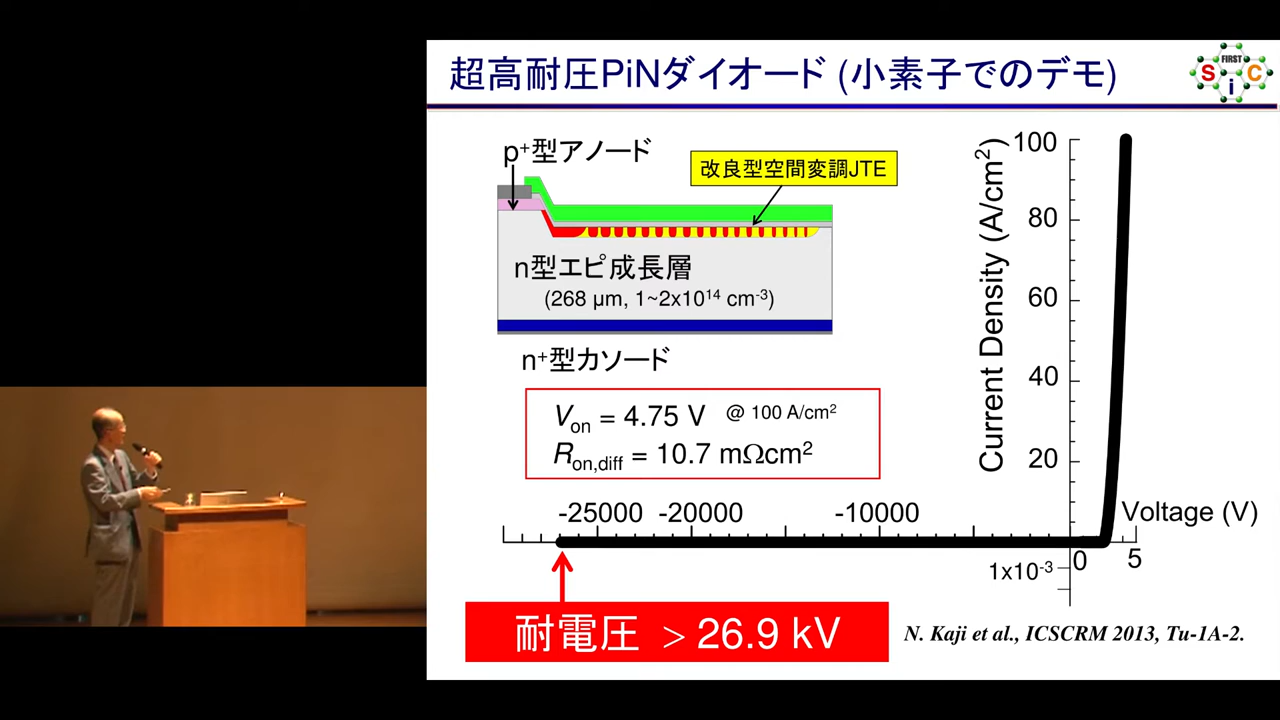 超高耐圧PiNダイオード (小素子でのデモ)
FIRST
S i C
p⁺型アノード
改良型空間変調JTE
n型エピ成長層
(268 μm, 1~2x10¹⁴ cm⁻³)
n⁺型カソード
Von = 4.75 V @ 100 A/cm²
Ron,diff = 10.7 mΩcm²
Current Density (A/cm²)
100
80
60
40
20
-25000 -20000 -10000
Voltage (V)
0 5
1x10⁻³
耐電圧 > 26.9 kV
N. Kaji et al., ICSCRM 2013, Tu-1A-2.